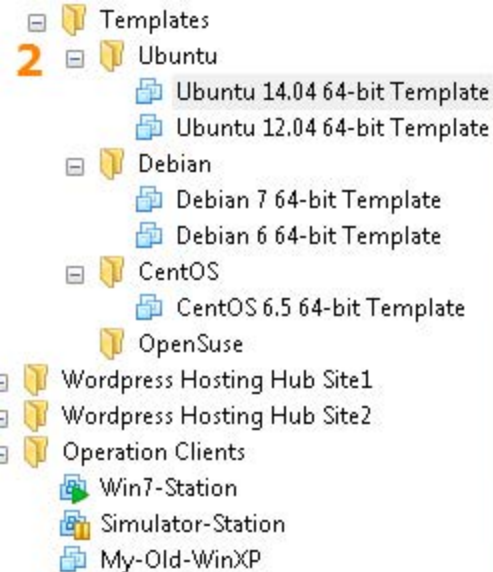 Templates
2 Ubuntu
Ubuntu 14.04 64-bit Template
Ubuntu 12.04 64-bit Template
Debian
Debian 7 64-bit Template
Debian 6 64-bit Template
CentOS
CentOS 6.5 64-bit Template
OpenSuse
Wordpress Hosting Hub Site1
Wordpress Hosting Hub Site2
Operation Clients
Win7-Station
Simulator-Station
My-Old-WinXP